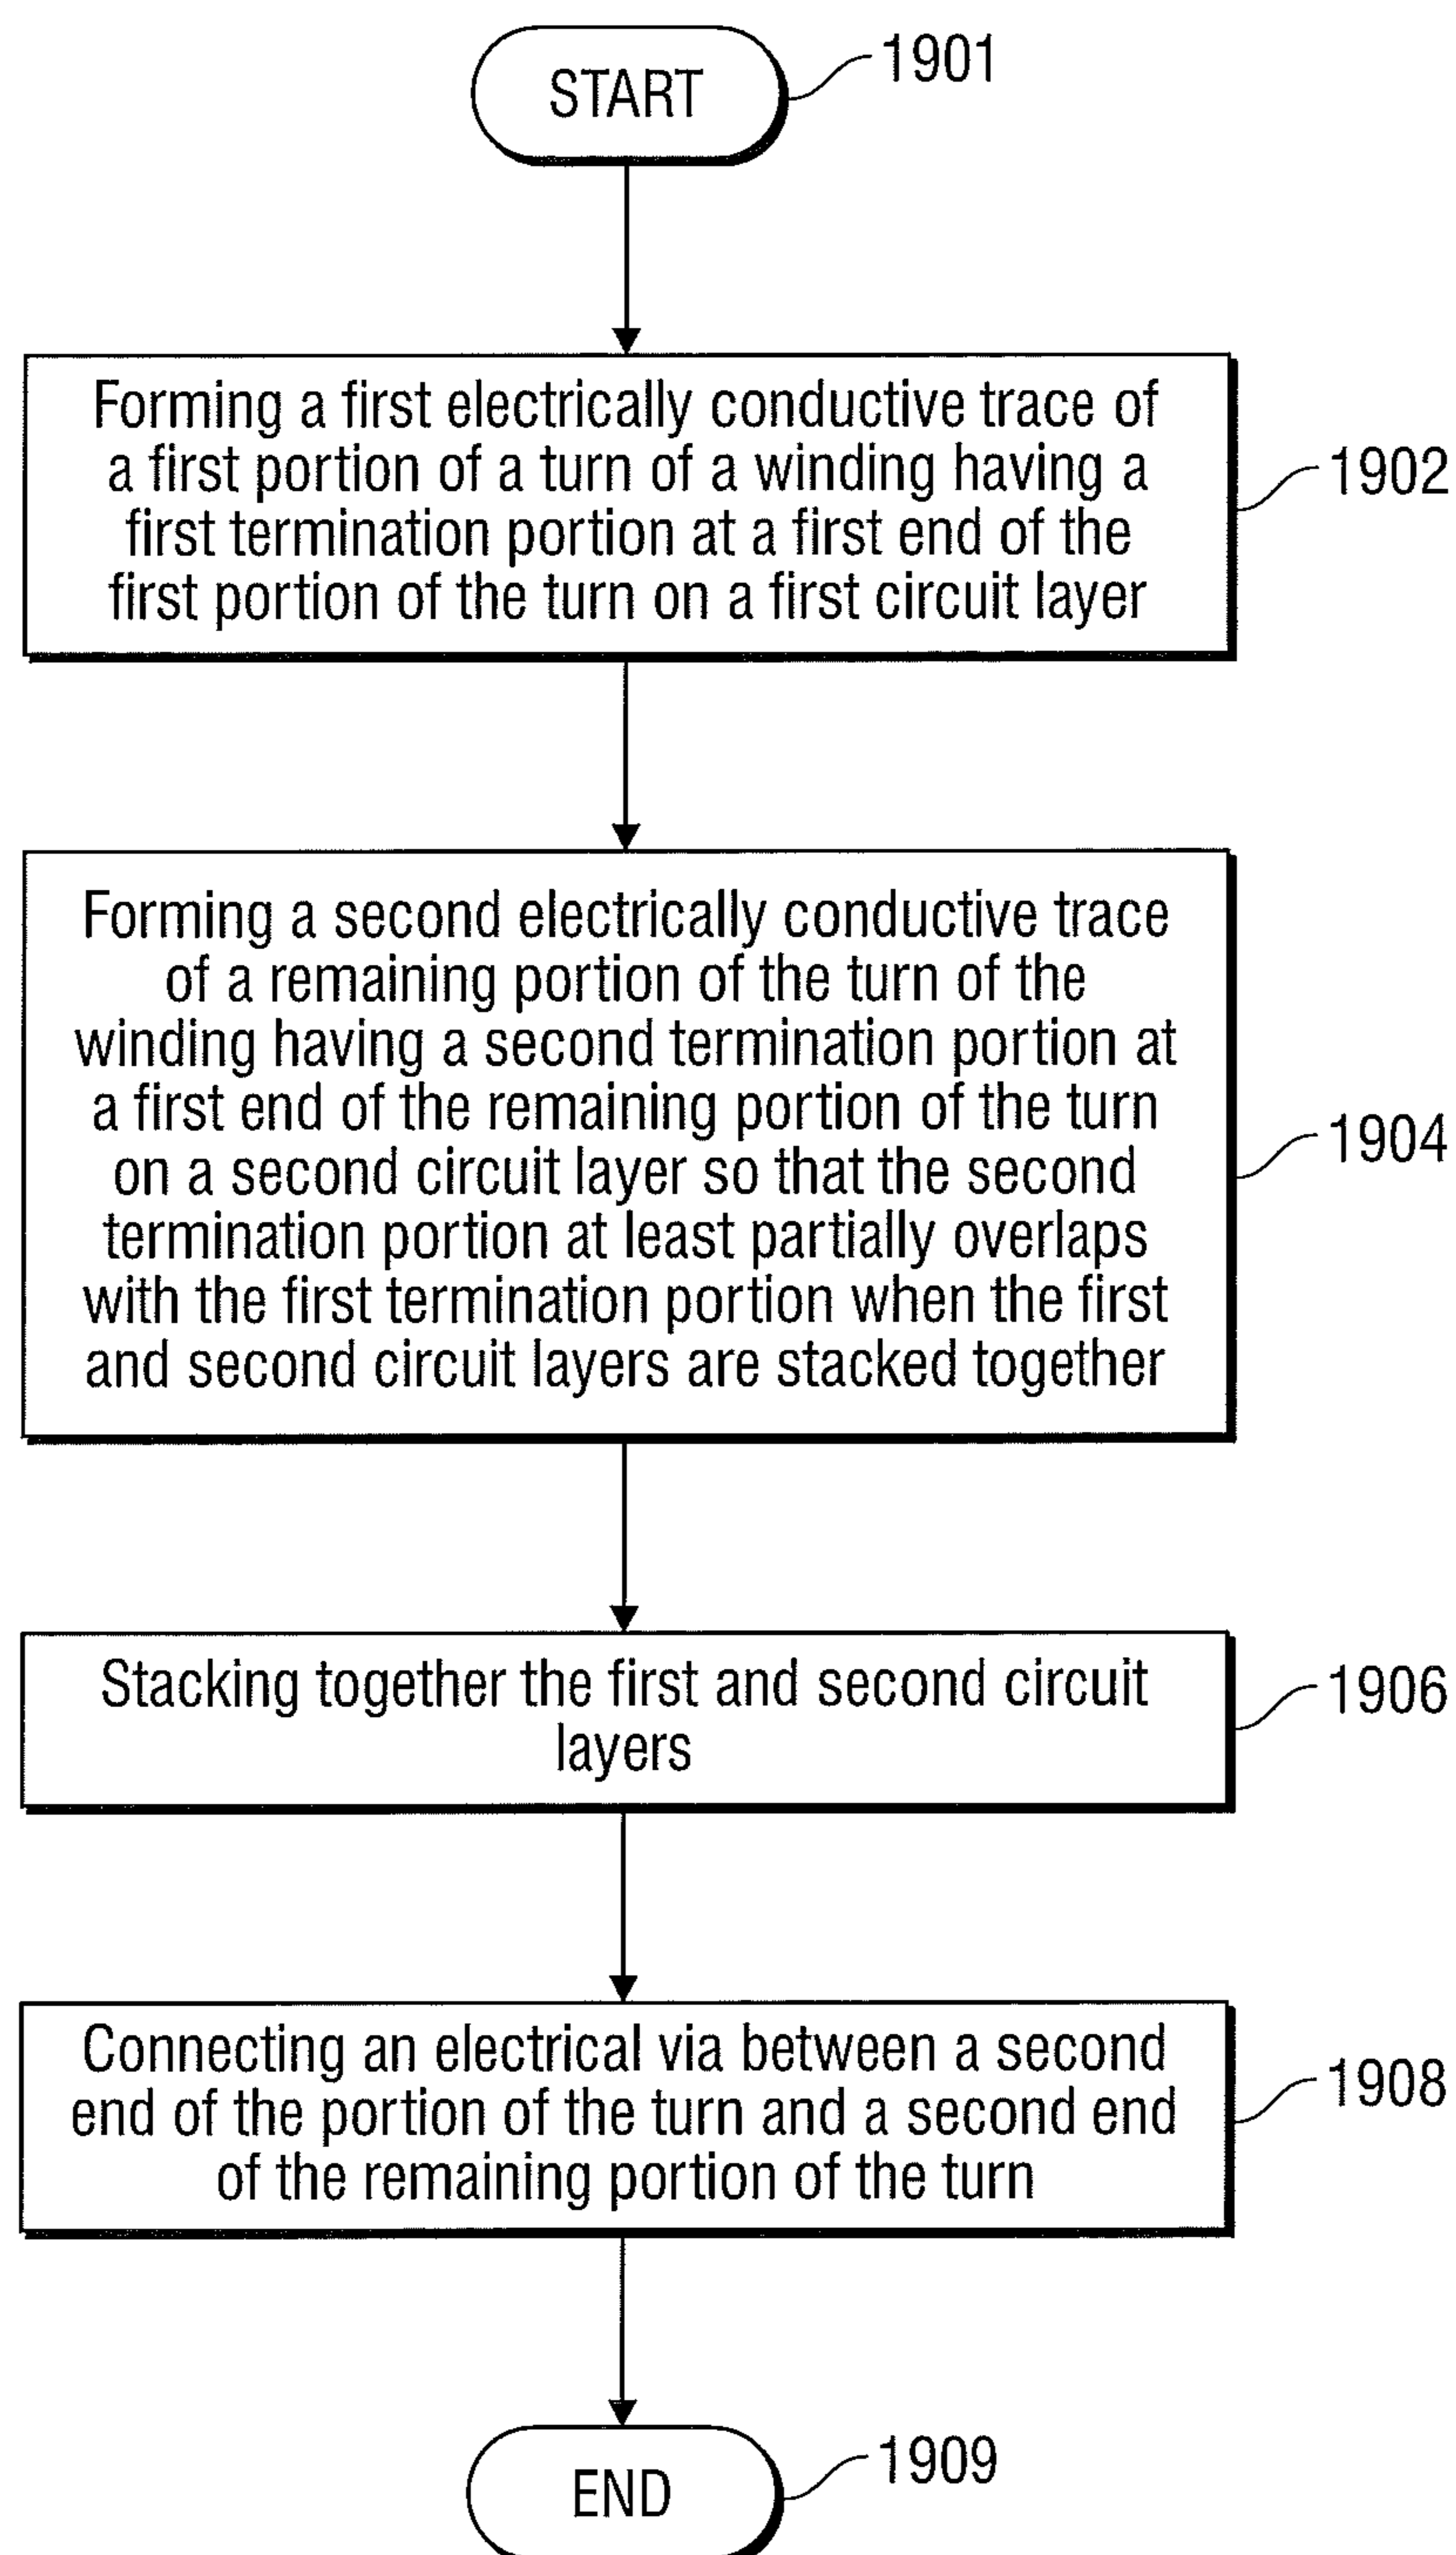 START
1901
Forming a first electrically conductive trace of
a first portion of a turn of a winding having a
first termination portion at a first end of the
first portion of the turn on a first circuit layer
1902
Forming a second electrically conductive trace
of a remaining portion of the turn of the
winding having a second termination portion at
a first end of the remaining portion of the turn
on a second circuit layer so that the second
termination portion at least partially overlaps
with the first termination portion when the first
and second circuit layers are stacked together
1904
Stacking together the first and second circuit
layers
1906
Connecting an electrical via between a second
end of the portion of the turn and a second end
of the remaining portion of the turn
1908
END
1909